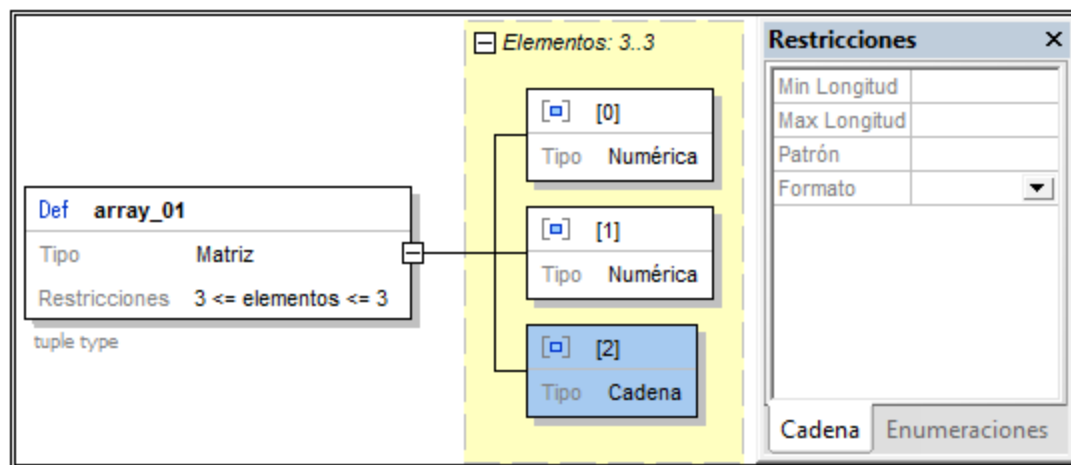 Def array_01
Tipo Matriz
Restricciones 3 <= elementos <= 3
tuple type
Elementos: 3..3
[0]
Tipo Numérica
[1]
Tipo Numérica
[2]
Tipo Cadena
Restricciones
Min Longitud
Max Longitud
Patrón
Formato
Cadena Enumeraciones